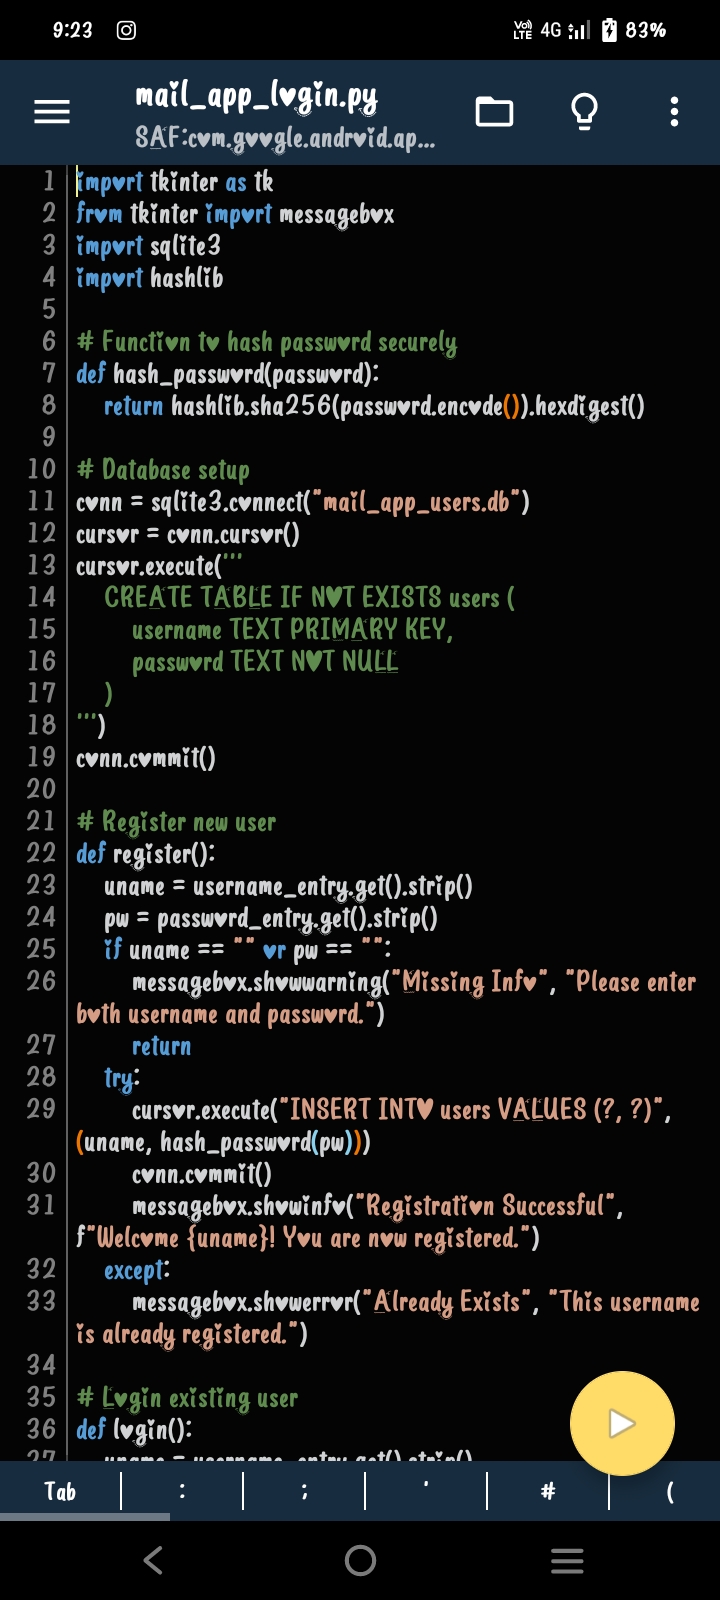 9:23
Vo) LTE 4G 83%
mail_app_login.py
SAF:com.google.android.ap...
1 import tkinter as tk
2 from tkinter import messagebox
3 import sqlite3
4 import hashlib
5
6 # Function to hash password securely
7 def hash_password(password):
8 return hashlib.sha256(password.encode()).hexdigest()
9
10 # Database setup
11 conn = sqlite3.connect("mail_app_users.db")
12 cursor = conn.cursor()
13 cursor.execute('''
14 CREATE TABLE IF NOT EXISTS users (
15 username TEXT PRIMARY KEY,
16 password TEXT NOT NULL
17 )
18 ''')
19 conn.commit()
20
21 # Register new user
22 def register():
23 uname = username_entry.get().strip()
24 pw = password_entry.get().strip()
25 if uname == "" or pw == "":
26 messagebox.showwarning("Missing Info", "Please enter
both username and password.")
27 return
28 try:
29 cursor.execute("INSERT INTO users VALUES (?, ?)",
(uname, hash_password(pw)))
30 conn.commit()
31 messagebox.showinfo("Registration Successful",
f"Welcome {uname}! You are now registered.")
32 except:
33 messagebox.showerror("Already Exists", "This username
is already registered.")
34
35 # Login existing user
36 def login():
37 uname = username_entry.get().strip()
Tab : ; ' # (